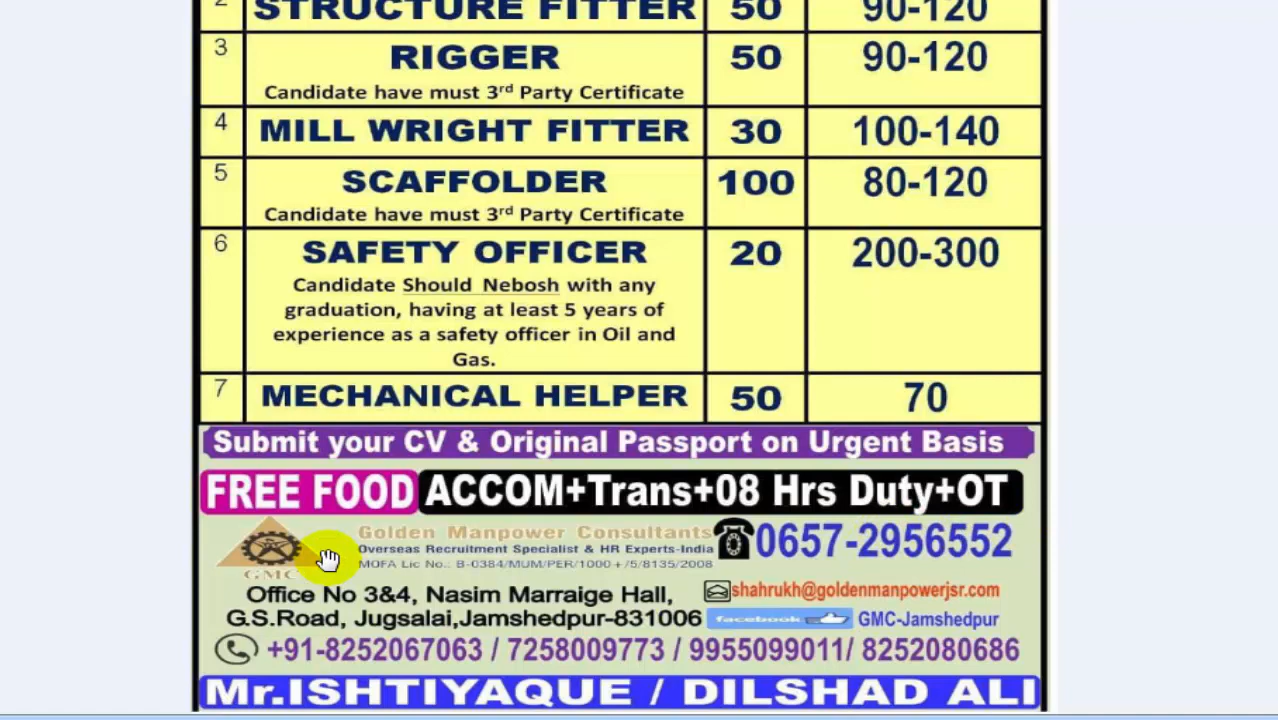 2 STRUCTURE FITTER 50 90-120
3 RIGGER 50 90-120
Candidate have must 3rd Party Certificate
4 MILL WRIGHT FITTER 30 100-140
5 SCAFFOLDER 100 80-120
Candidate have must 3rd Party Certificate
6 SAFETY OFFICER 20 200-300
Candidate Should Nebosh with any
graduation, having at least 5 years of
experience as a safety officer in Oil and
Gas.
7 MECHANICAL HELPER 50 70
Submit your CV & Original Passport on Urgent Basis
FREE FOOD ACCOM+Trans+08 Hrs Duty+OT
Golden Manpower Consultants 0657-2956552
Overseas Recruitment Specialist & HR Experts-India
MOFA Lic No.: B-0384/MUM/PER/1000+/5/8135/2008
GMC
Office No 3&4, Nasim Marraige Hall, shahrukh@goldenmanpowerjsr.com
G.S.Road, Jugsalai,Jamshedpur-831006 facebook GMC-Jamshedpur
+91-8252067063 / 7258009773 / 9955099011/ 8252080686
Mr.ISHTIYAQUE / DILSHAD ALI